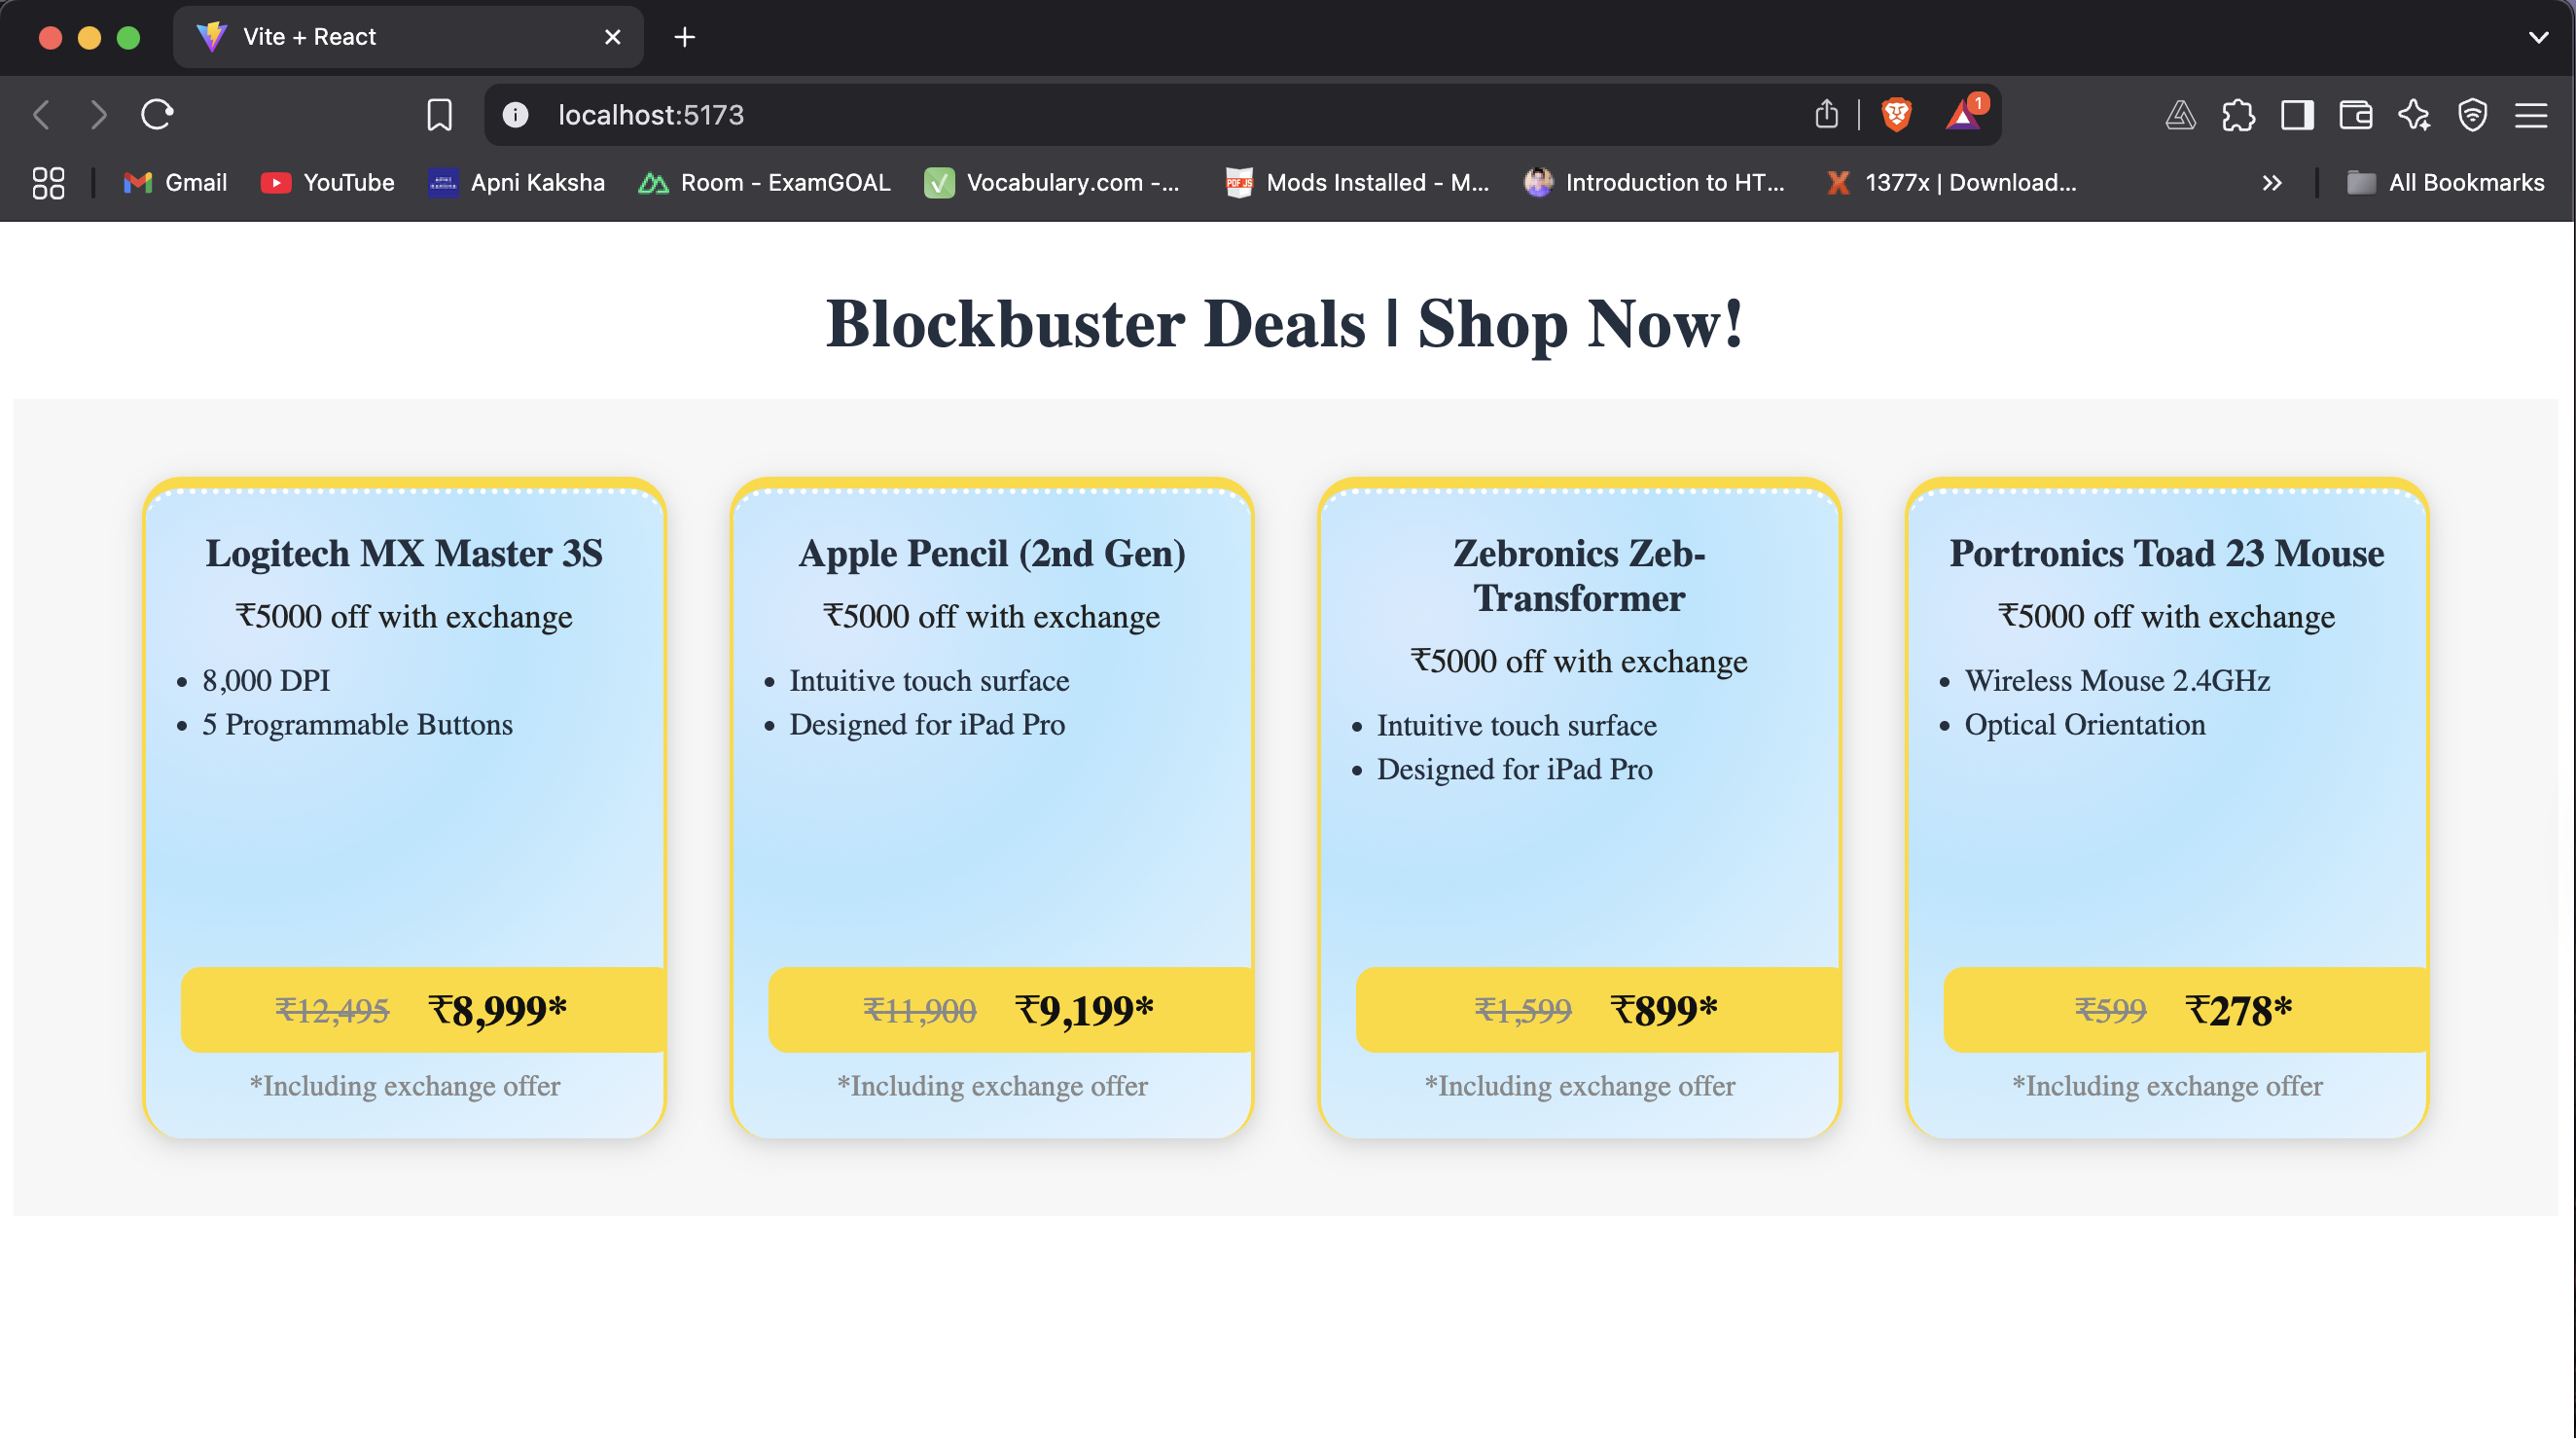 Vite + React
localhost:5173
1
Gmail
YouTube
Apni Kaksha
Room - ExamGOAL
Vocabulary.com -...
PDF JS
Mods Installed - M...
Introduction to HT...
1377x | Download...
All Bookmarks
Blockbuster Deals | Shop Now!
Logitech MX Master 3S
₹5000 off with exchange
8,000 DPI
5 Programmable Buttons
₹12,495 ₹8,999*
*Including exchange offer
Apple Pencil (2nd Gen)
₹5000 off with exchange
Intuitive touch surface
Designed for iPad Pro
₹11,900 ₹9,199*
*Including exchange offer
Zebronics Zeb-
Transformer
₹5000 off with exchange
Intuitive touch surface
Designed for iPad Pro
₹1,599 ₹899*
*Including exchange offer
Portronics Toad 23 Mouse
₹5000 off with exchange
Wireless Mouse 2.4GHz
Optical Orientation
₹599 ₹278*
*Including exchange offer